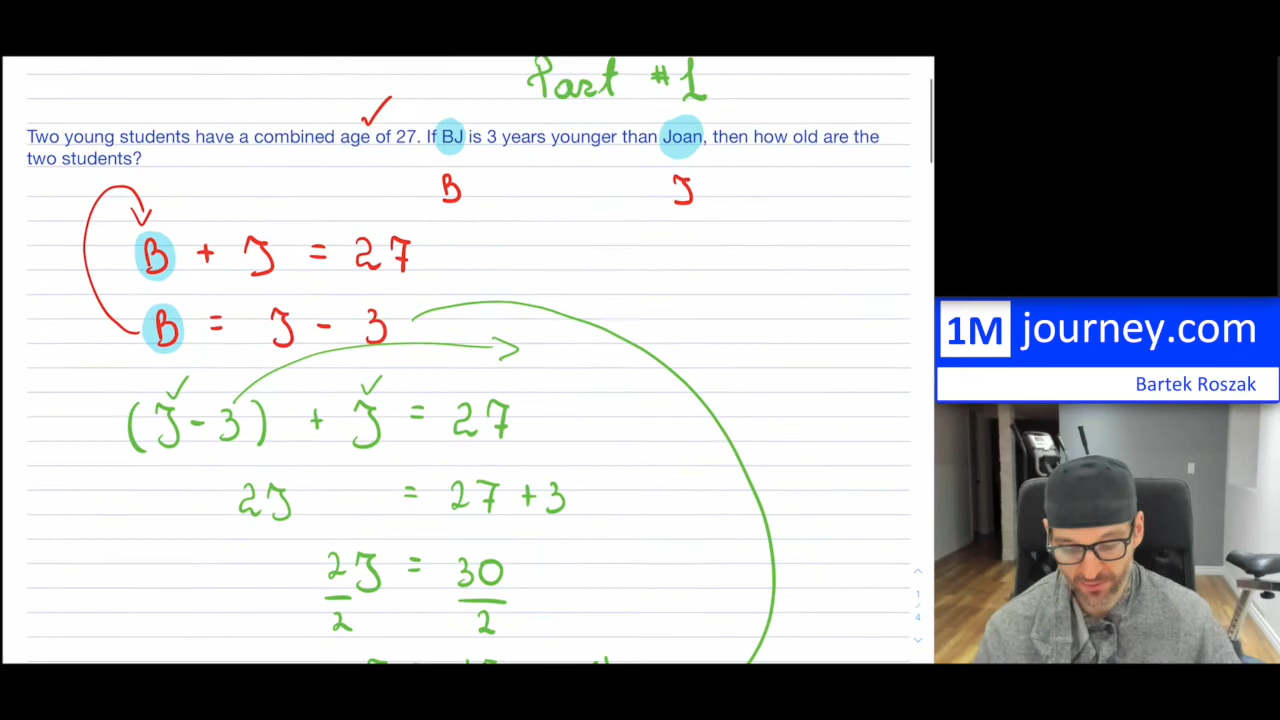 Part #1
Two young students have a combined age of 27. If BJ is 3 years younger than Joan, then how old are the
two students?
B J
B + J = 27
B = J - 3
1M journey.com
Bartek Roszak
(J - 3) + J = 27
2J = 27 + 3
2J = 30
2 2
1
/
4